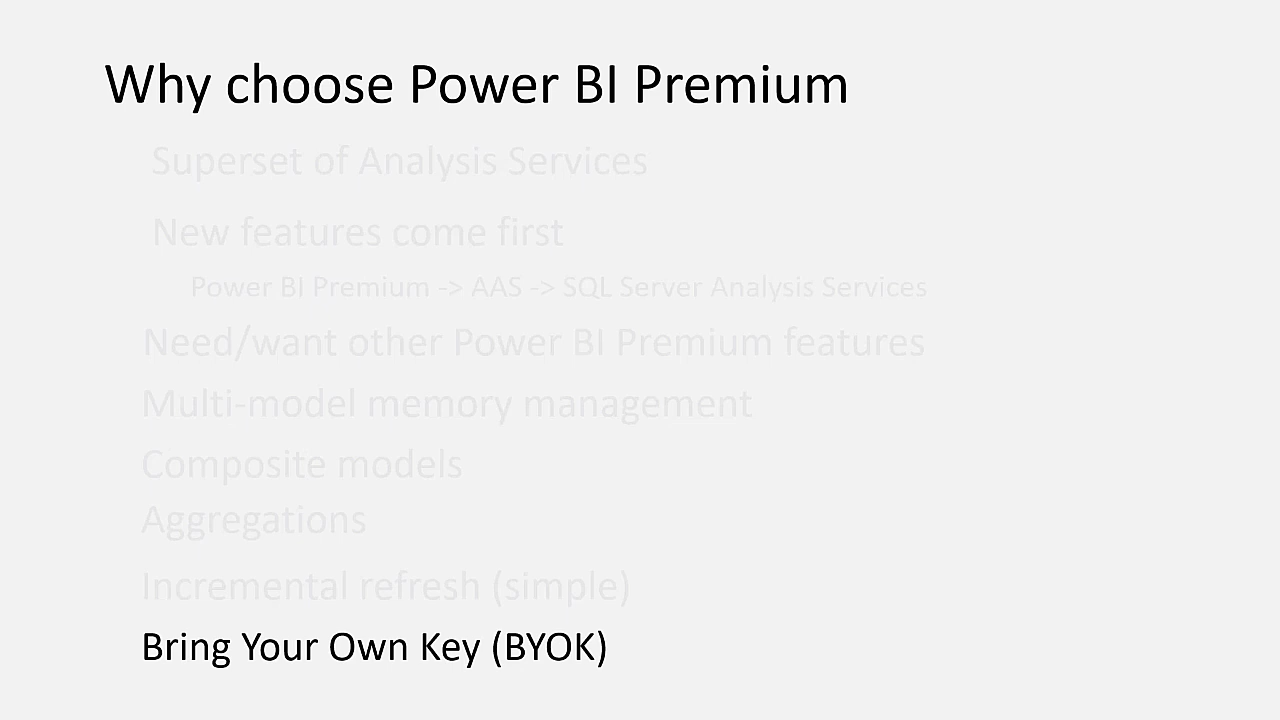 Why choose Power BI Premium
Superset of Analysis Services
New features come first
Power BI Premium -> AAS -> SQL Server Analysis Services
Need/want other Power BI Premium features
Multi-model memory management
Composite models
Aggregations
Incremental refresh (simple)
Bring Your Own Key (BYOK)